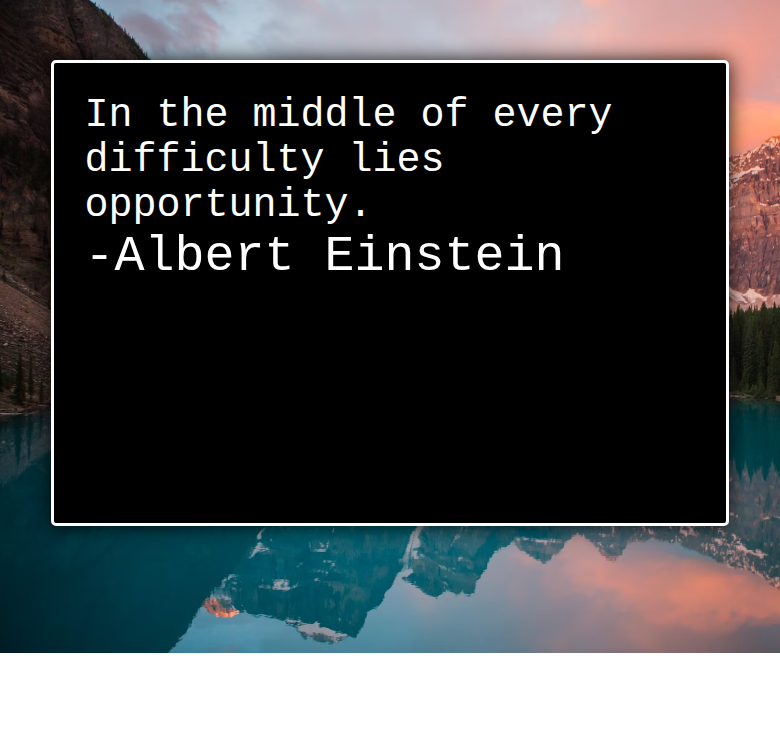 In the middle of every
difficulty lies
opportunity.
-Albert Einstein